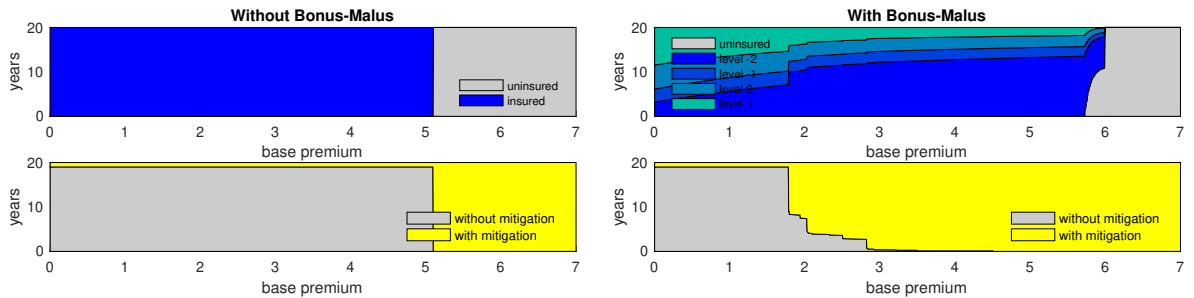 Without Bonus-Malus
20
10
0
years
uninsured
insured
0 1 2 3 4 5 6 7
base premium
20
10
0
years
without mitigation
with mitigation
0 1 2 3 4 5 6 7
base premium
With Bonus-Malus
20
10
0
years
uninsured
level -2
level -1
level 0
level 1
0 1 2 3 4 5 6 7
base premium
20
10
0
years
without mitigation
with mitigation
0 1 2 3 4 5 6 7
base premium